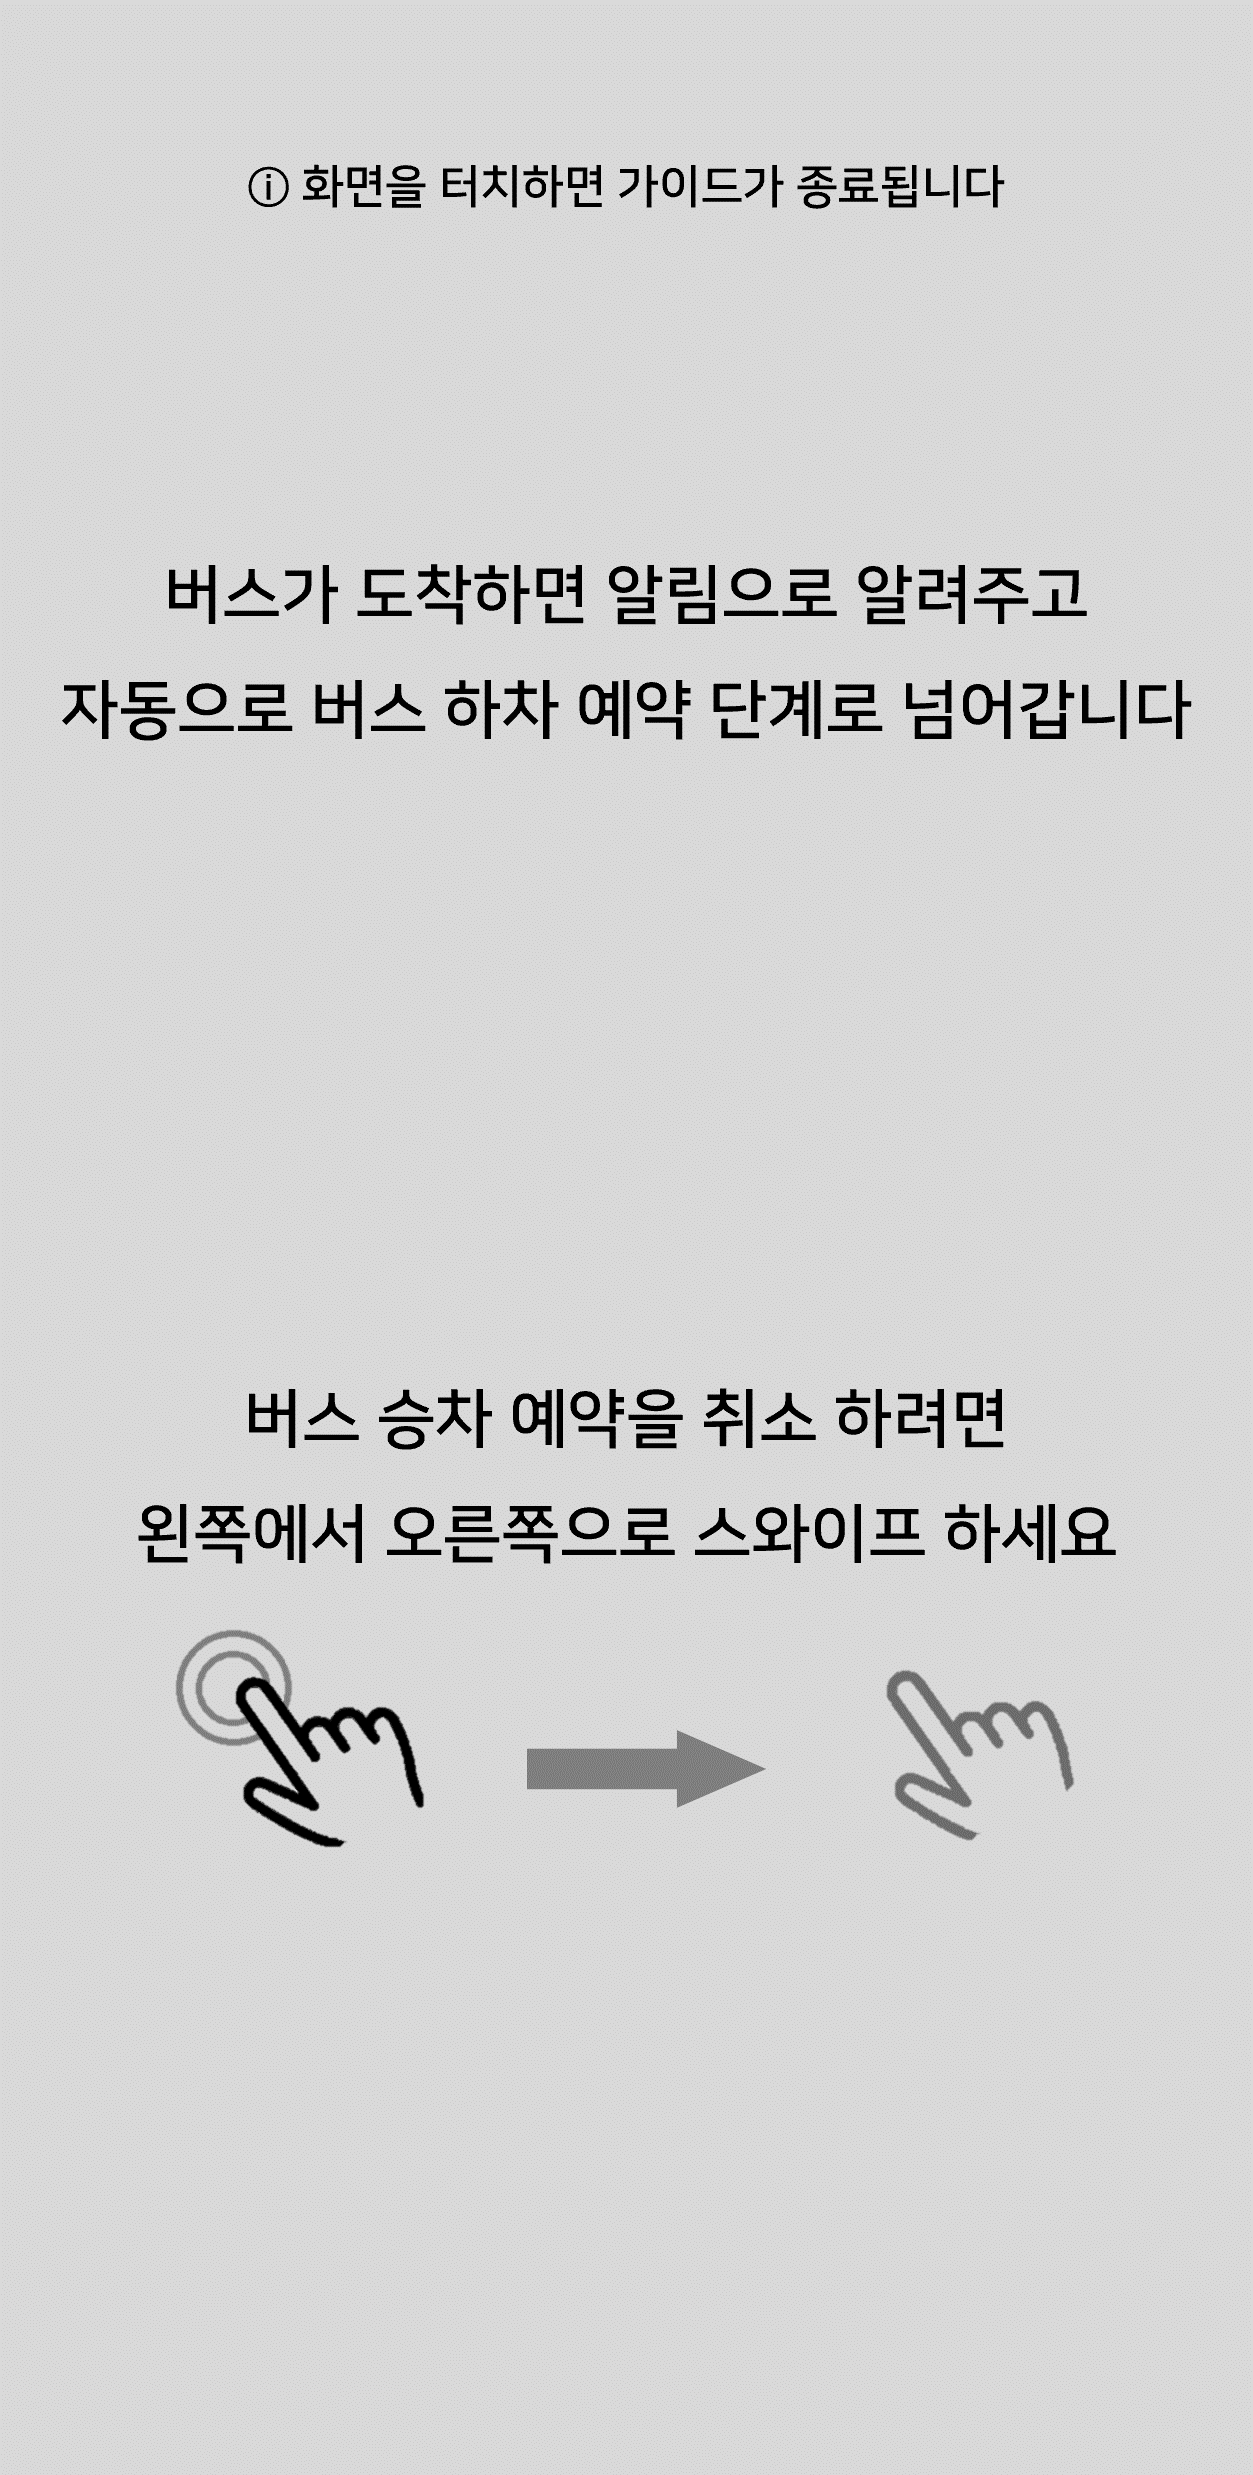 ⓘ 화면을 터치하면 가이드가 종료됩니다
버스가 도착하면 알림으로 알려주고
자동으로 버스 하차 예약 단계로 넘어갑니다
버스 승차 예약을 취소 하려면
왼쪽에서 오른쪽으로 스와이프 하세요